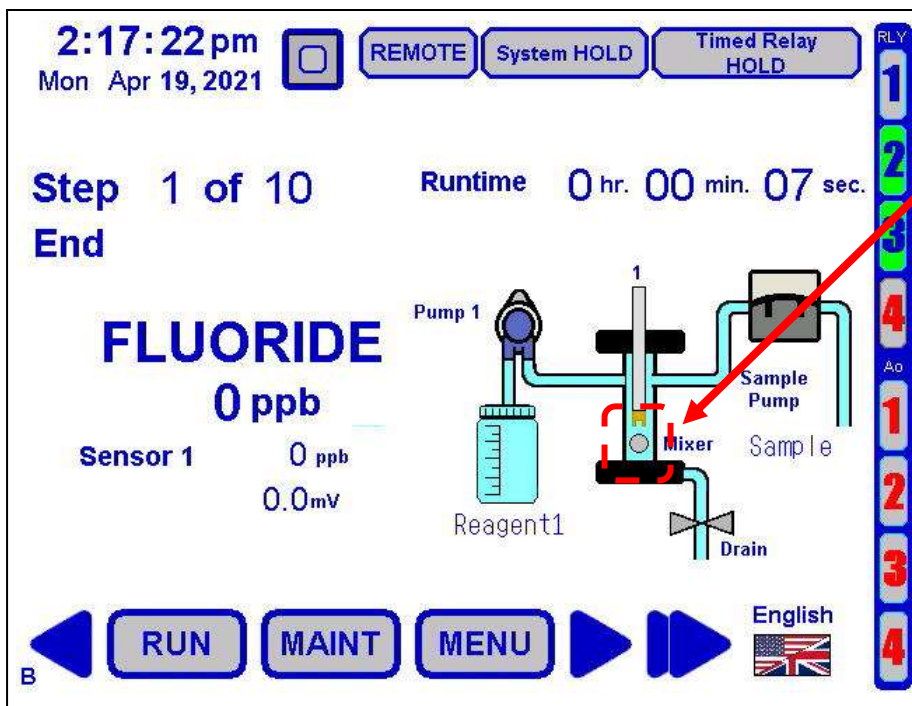 2:17:22 pm
Mon Apr 19, 2021
REMOTE
System HOLD
Timed Relay
HOLD
RLY
1
2
3
4
Ao
1
2
3
4
Step 1 of 10
End
Runtime 0 hr. 00 min. 07 sec.
FLUORIDE
0 ppb
Sensor 1 0 ppb
0.0mV
1
Pump 1
Sample
Pump
Mixer
Sample
Reagent1
Drain
RUN
MAINT
MENU
English
B